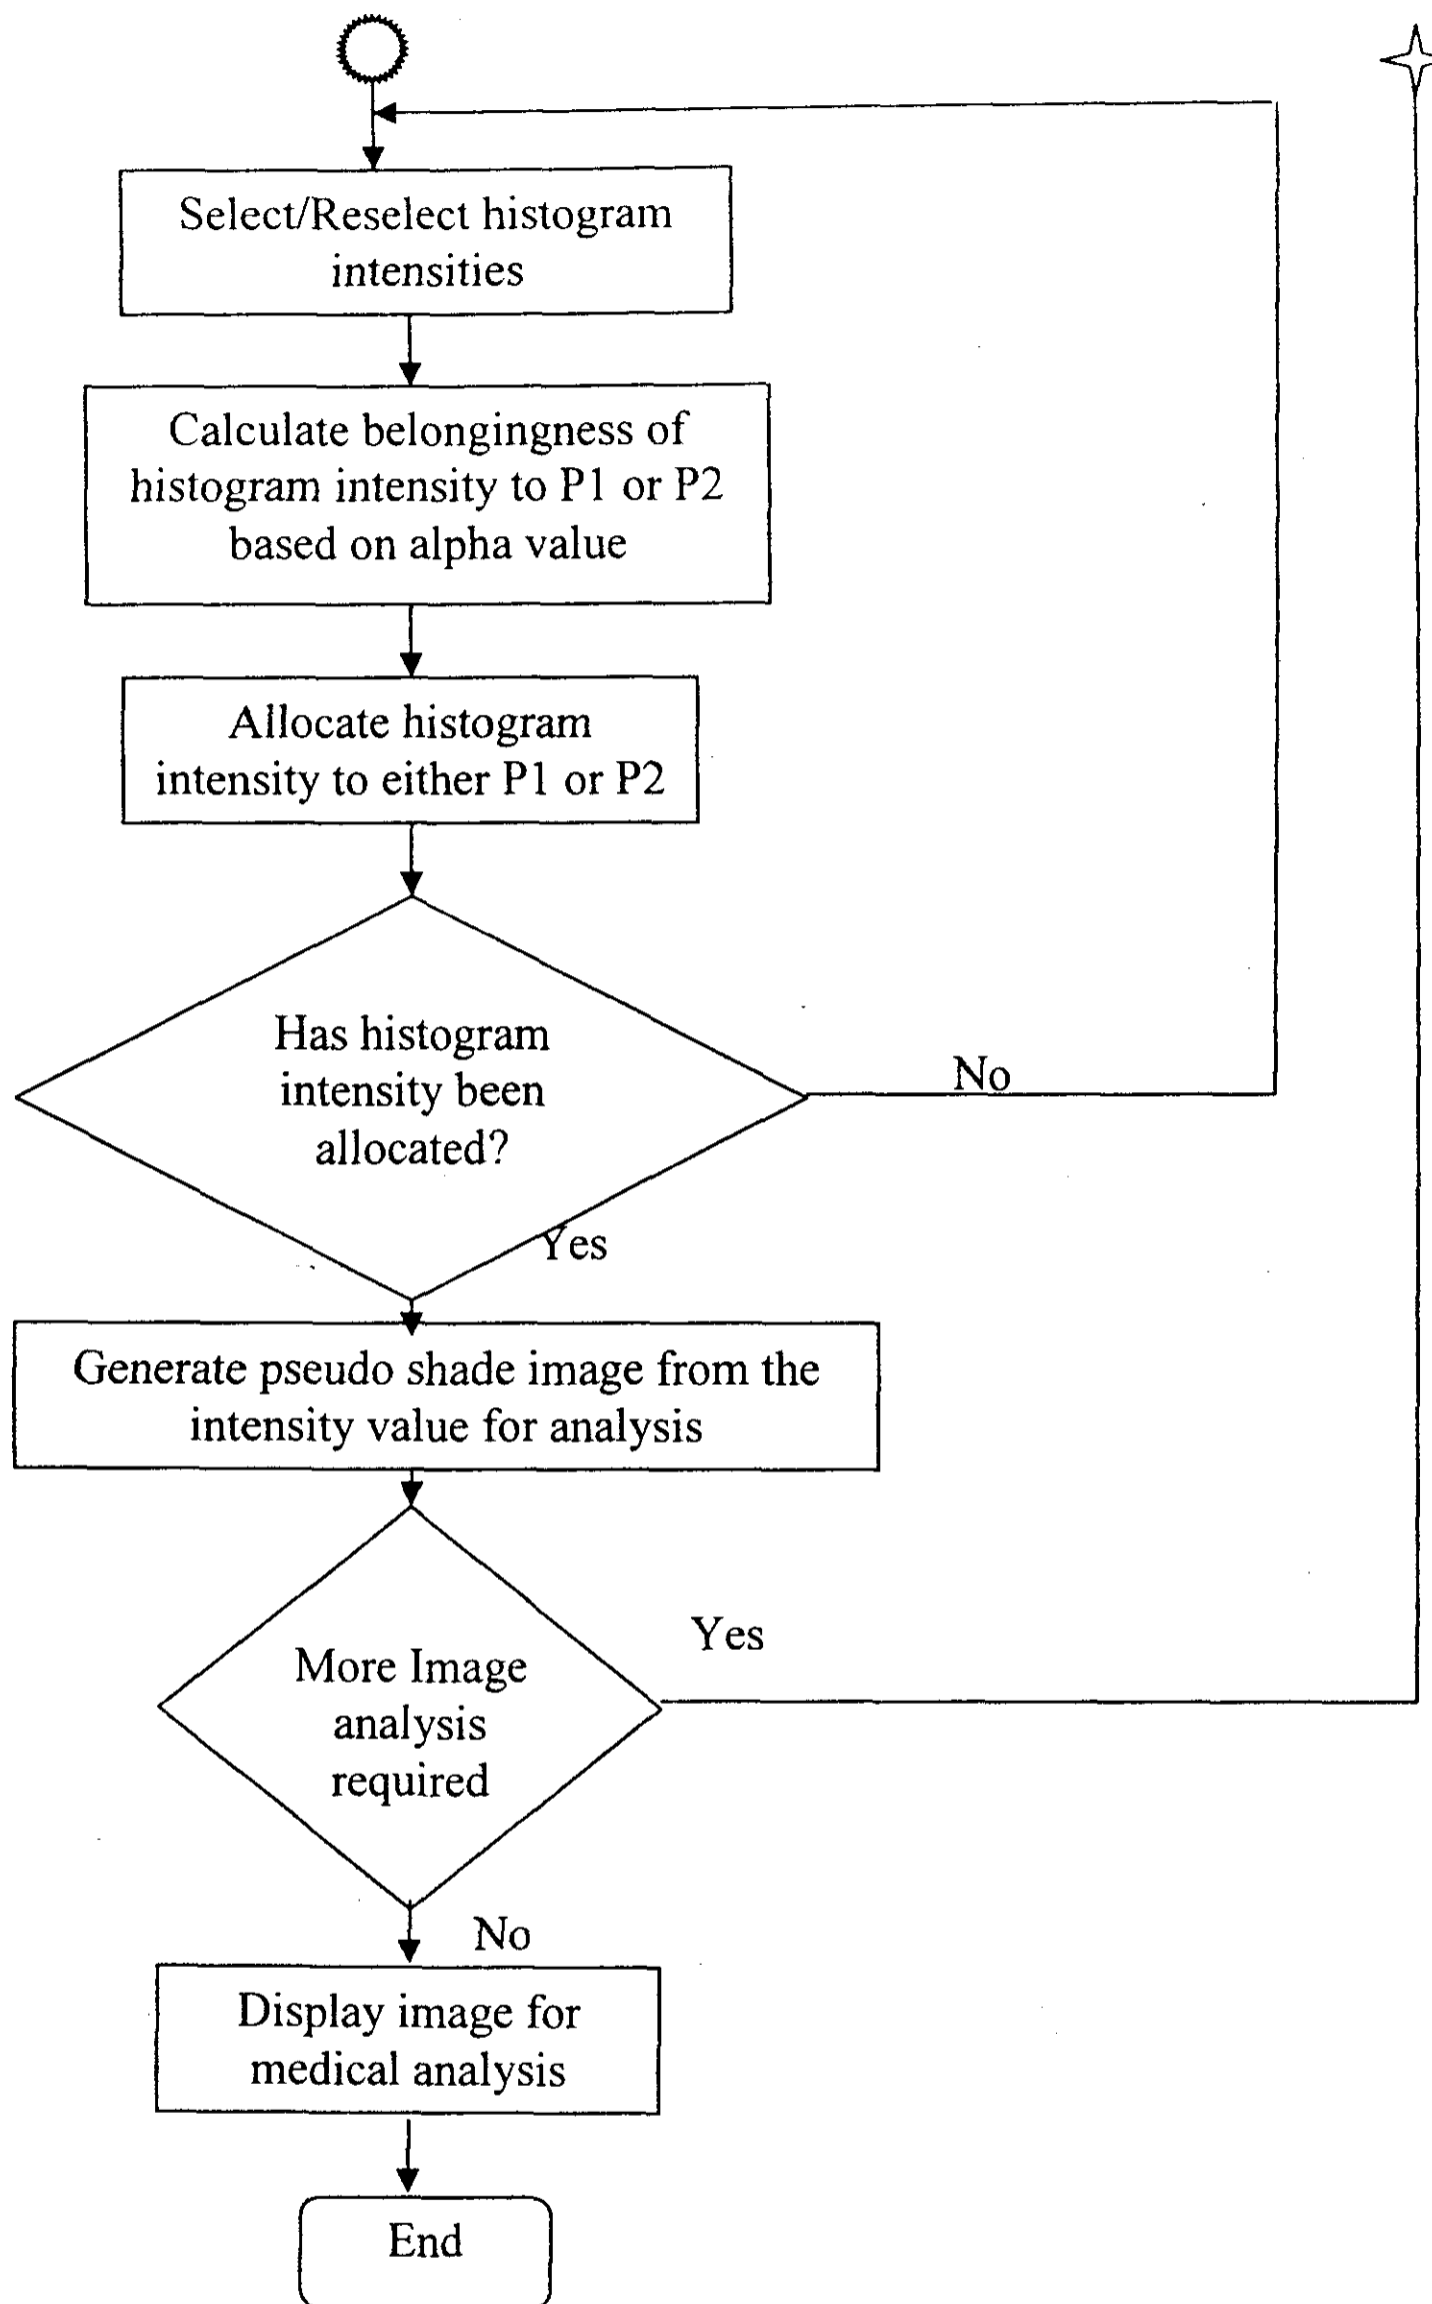 Select/Reselect histogram
intensities
Calculate belongingness of
histogram intensity to P1 or P2
based on alpha value
Allocate histogram
intensity to either P1 or P2
Has histogram
intensity been
allocated?
No
Yes
Generate pseudo shade image from the
intensity value for analysis
Yes
More Image
analysis
required
No
Display image for
medical analysis
End